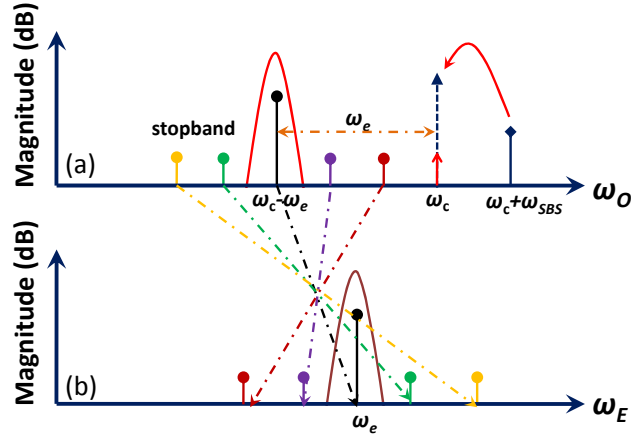 Magnitude (dB)
(a)
stopband
ωe
ωc-ωe
ωc
ωc+ωSBS
ωO
Magnitude (dB)
(b)
ωe
ωE